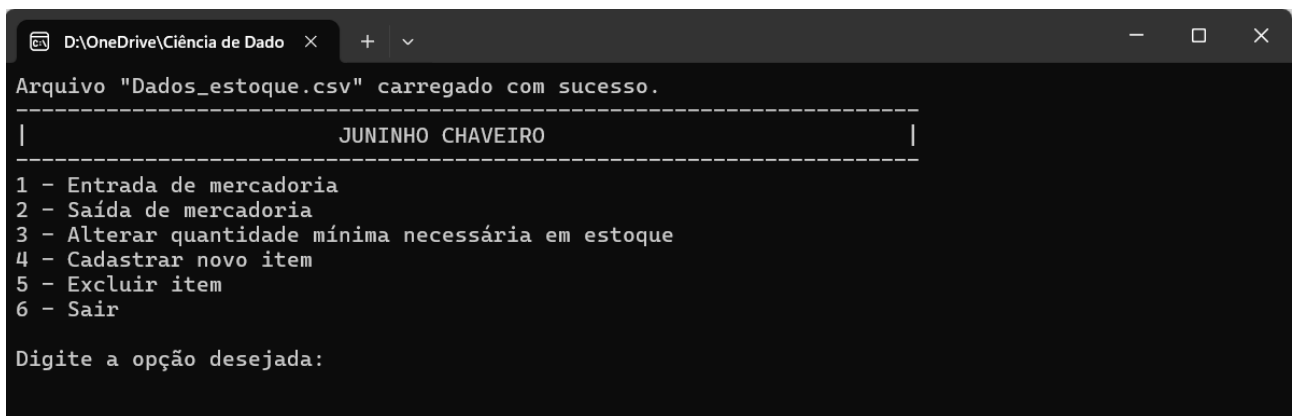 D:\OneDrive\Ciência de Dado
Arquivo "Dados_estoque.csv" carregado com sucesso.
----------------------------------------------------------------------
| JUNINHO CHAVEIRO |
----------------------------------------------------------------------
1 - Entrada de mercadoria
2 - Saída de mercadoria
3 - Alterar quantidade mínima necessária em estoque
4 - Cadastrar novo item
5 - Excluir item
6 - Sair
Digite a opção desejada: